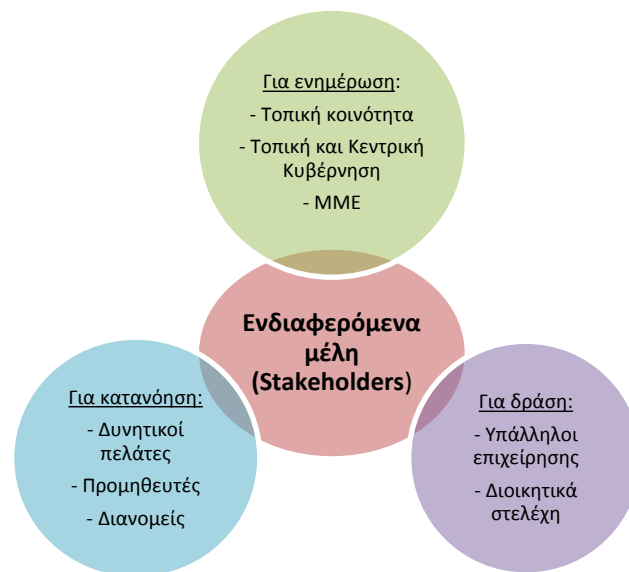 Για ενημέρωση:
- Τοπική κοινότητα
- Τοπική και Κεντρική
Κυβέρνηση
- ΜΜΕ
Ενδιαφερόμενα
μέλη
(Stakeholders)
Για κατανόηση:
- Δυνητικοί
πελάτες
- Προμηθευτές
- Διανομείς
Για δράση:
- Υπάλληλοι
επιχείρησης
- Διοικητικά
στελέχη